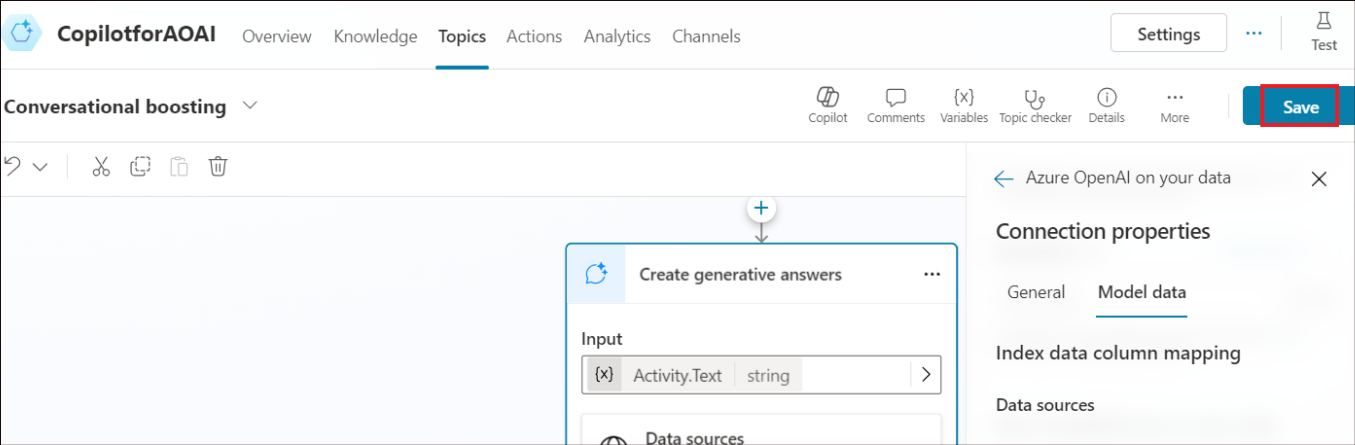 CopilotforAOAI Overview Knowledge Topics Actions Analytics Channels Settings ... Test
Conversational boosting Copilot Comments {x} Variables Topic checker Details ... More Save
Azure OpenAI on your data
Connection properties
Create generative answers ...
General Model data
Input
Index data column mapping
{x} Activity.Text string
Data sources
Data sources